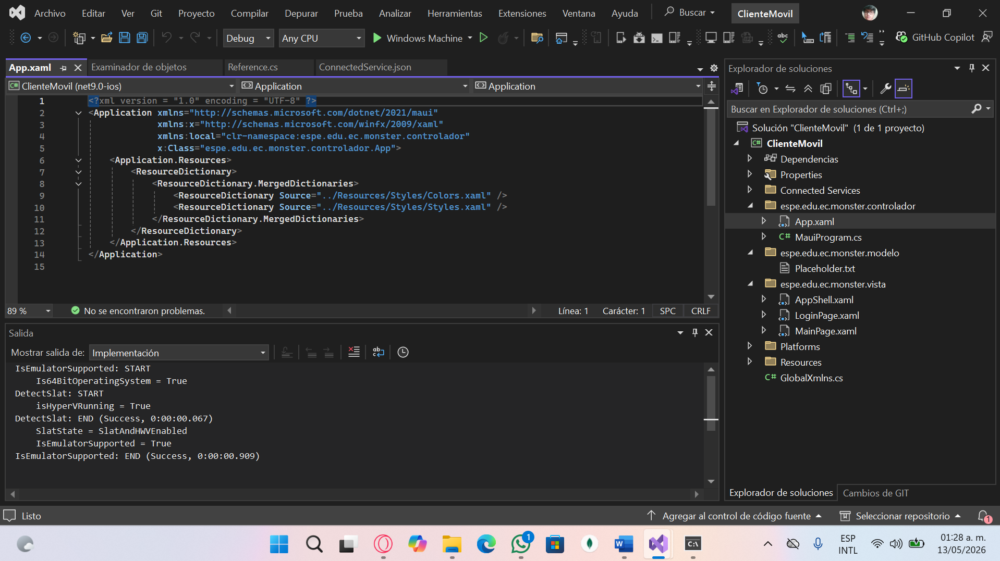 Archivo Editar Ver Git Proyecto Compilar Depurar Prueba Analizar Herramientas Extensiones Ventana Ayuda Buscar ClienteMovil
Debug Any CPU Windows Machine abc GitHub Copilot
App.xaml Examinador de objetos Reference.cs ConnectedService.json
C# ClienteMovil (net9.0-ios) Application Application
1 <?xml version = "1.0" encoding = "UTF-8" ?>
2 <Application xmlns="http://schemas.microsoft.com/dotnet/2021/maui"
3 xmlns:x="http://schemas.microsoft.com/winfx/2009/xaml"
4 xmlns:local="clr-namespace:espe.edu.ec.monster.controlador"
5 x:Class="espe.edu.ec.monster.controlador.App">
6 <Application.Resources>
7 <ResourceDictionary>
8 <ResourceDictionary.MergedDictionaries>
9 <ResourceDictionary Source="../Resources/Styles/Colors.xaml" />
10 <ResourceDictionary Source="../Resources/Styles/Styles.xaml" />
11 </ResourceDictionary.MergedDictionaries>
12 </ResourceDictionary>
13 </Application.Resources>
14 </Application>
15
89 % No se encontraron problemas. Línea: 1 Carácter: 1 SPC CRLF
Salida
Mostrar salida de: Implementación
IsEmulatorSupported: START
Is64BitOperatingSystem = True
DetectSlat: START
isHyperVRunning = True
DetectSlat: END (Success, 0:00:00.067)
SlatState = SlatAndHWVEnabled
IsEmulatorSupported = True
IsEmulatorSupported: END (Success, 0:00:00.909)
Explorador de soluciones
Buscar en Explorador de soluciones (Ctrl+;)
Solución "ClienteMovil" (1 de 1 proyecto)
C# ClienteMovil
Dependencias
Properties
Connected Services
espe.edu.ec.monster.controlador
App.xaml
C# MauiProgram.cs
espe.edu.ec.monster.modelo
Placeholder.txt
espe.edu.ec.monster.vista
AppShell.xaml
LoginPage.xaml
MainPage.xaml
Platforms
Resources
C# GlobalXmlns.cs
Explorador de soluciones Cambios de GIT
Listo Agregar al control de código fuente Seleccionar repositorio 1
1 W C:\ ESP INTL 01:28 a. m.
13/05/2026